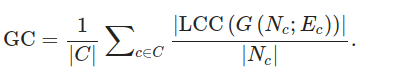 GC = \frac{1}{|C|} \sum_{c \in C} \frac{|\mathrm{LCC}(G(N_c; E_c))|}{|N_c|}.